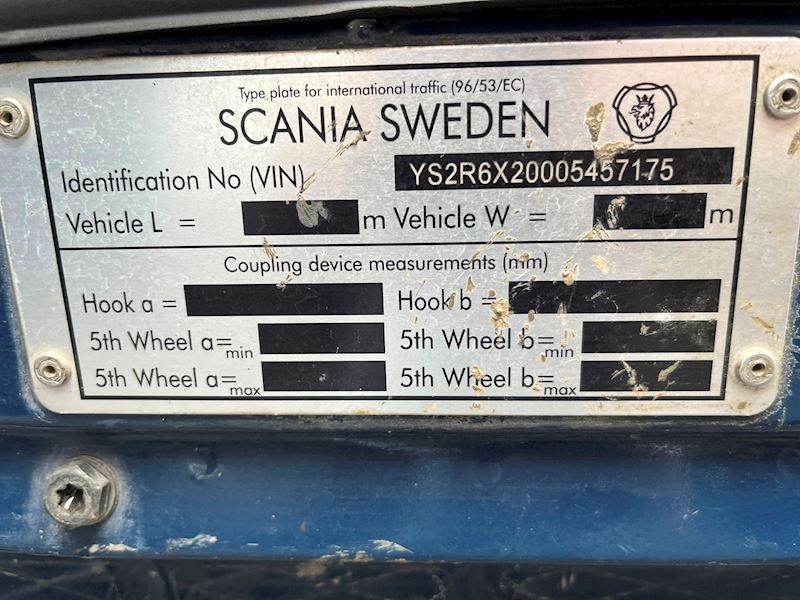 Type plate for international traffic (96/53/EC)
SCANIA SWEDEN
Identification No (VIN) YS2R6X20005457175
Vehicle L = m Vehicle W = m
Coupling device measurements (mm)
Hook a = Hook b =
5th Wheel a=min 5th Wheel b=min
5th Wheel a=max 5th Wheel b=max